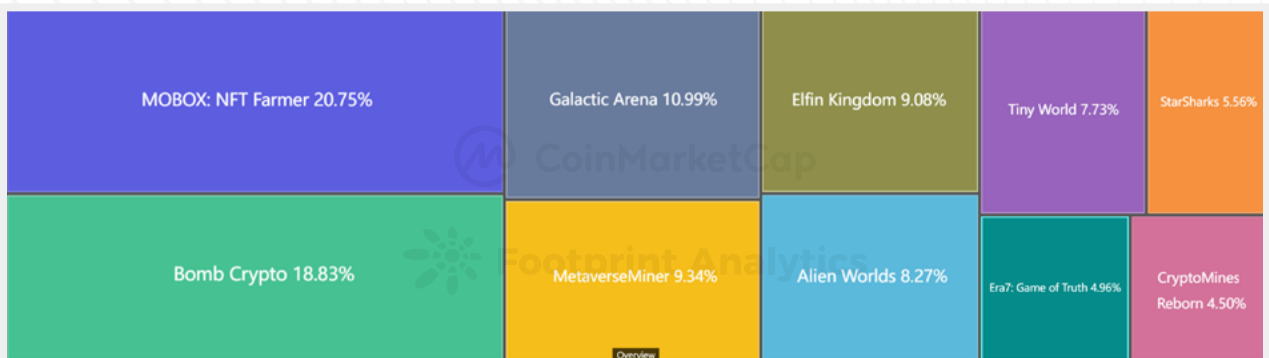 MOBOX: NFT Farmer 20.75%
Galactic Arena 10.99%
Elfin Kingdom 9.08%
Tiny World 7.73%
StarSharks 5.56%
CoinMarketCap
Bomb Crypto 18.83%
Footprint Analytics
MetaverseMiner 9.34%
Alien Worlds 8.27%
Era7: Game of Truth 4.96%
CryptoMines
Reborn 4.50%
Overview